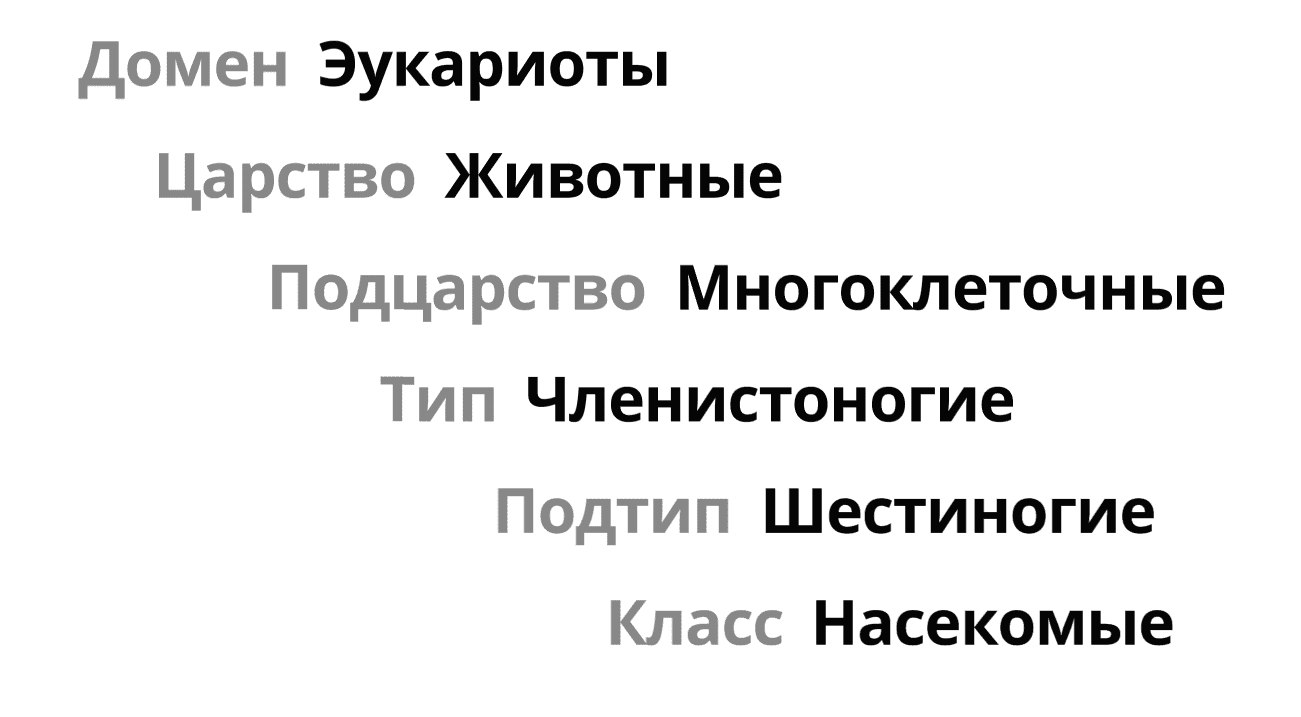 Домен Эукариоты
Царство Животные
Подцарство Многоклеточные
Тип Членистоногие
Подтип Шестиногие
Класс Насекомые